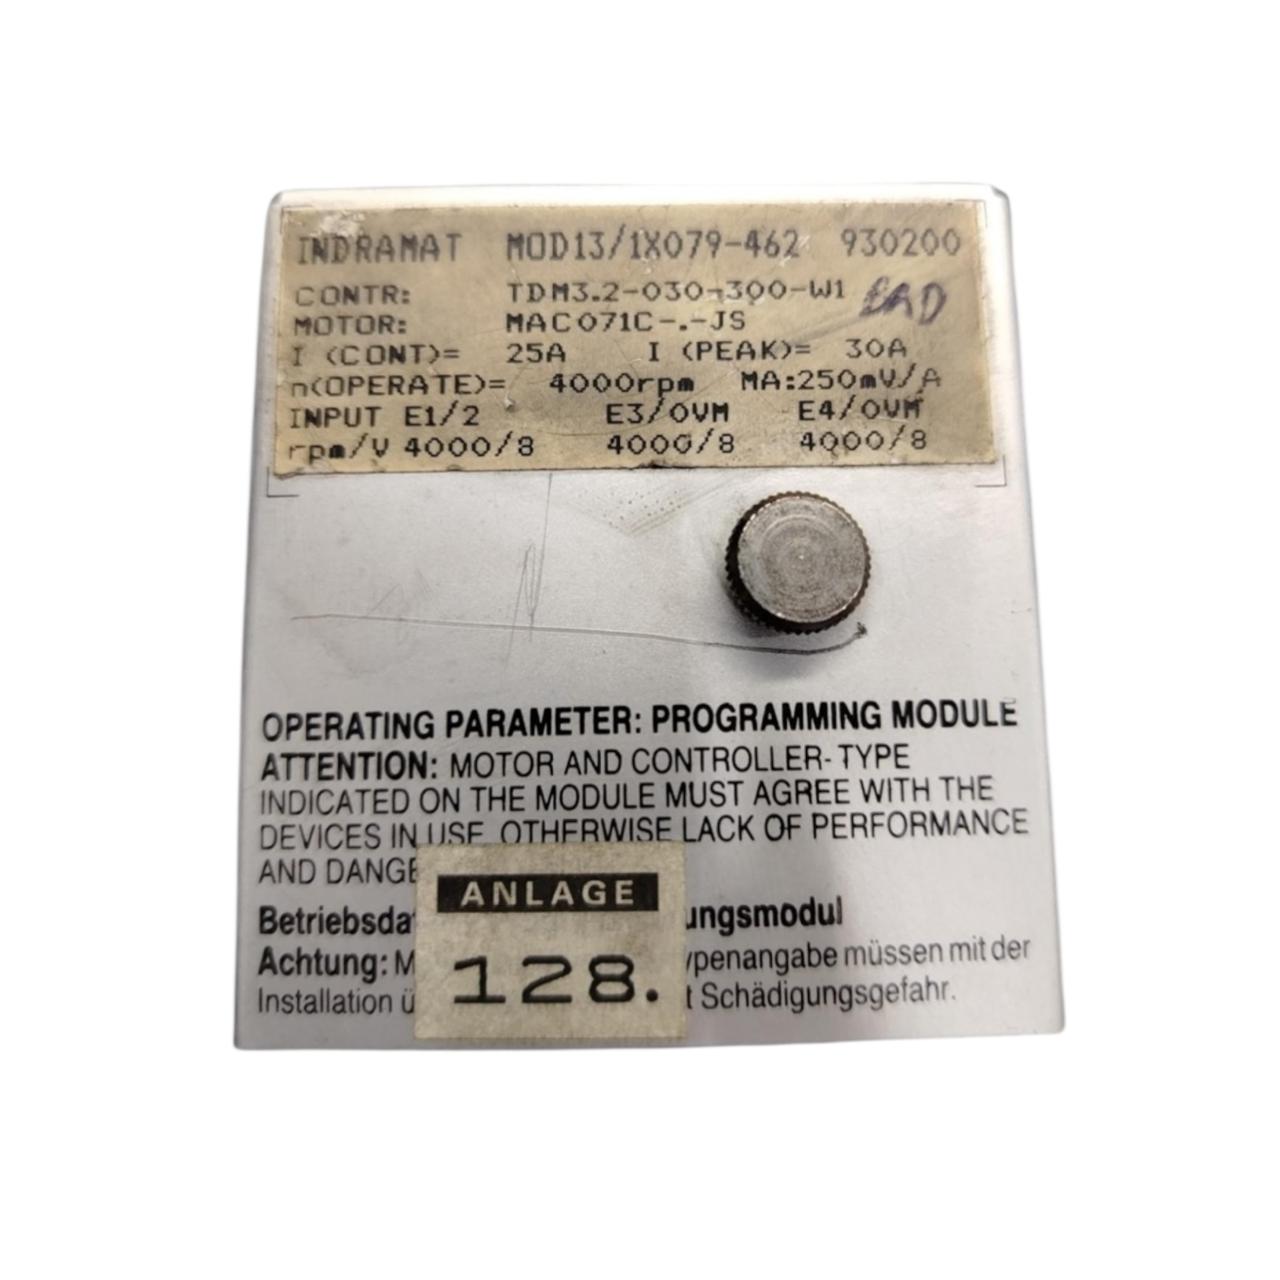 INDRAMAT MOD13/1X079-462 930200
CONTR: TDM3.2-030-300-W1
MOTOR: MAC071C-.-JS
I (CONT)= 25A I (PEAK)= 30A
n(OPERATE)= 4000rpm MA:250mV/A
INPUT E1/2 E3/0VM E4/0VM
rpm/V 4000/8 4000/8 4000/8
OPERATING PARAMETER: PROGRAMMING MODULE
ATTENTION: MOTOR AND CONTROLLER-TYPE
INDICATED ON THE MODULE MUST AGREE WITH THE
DEVICES IN USE, OTHERWISE LACK OF PERFORMANCE
AND DANGE
Betriebsda ungsmodul
Achtung: M ypenangabe müssen mit der
Installation ü t Schädigungsgefahr.
ANLAGE
128.